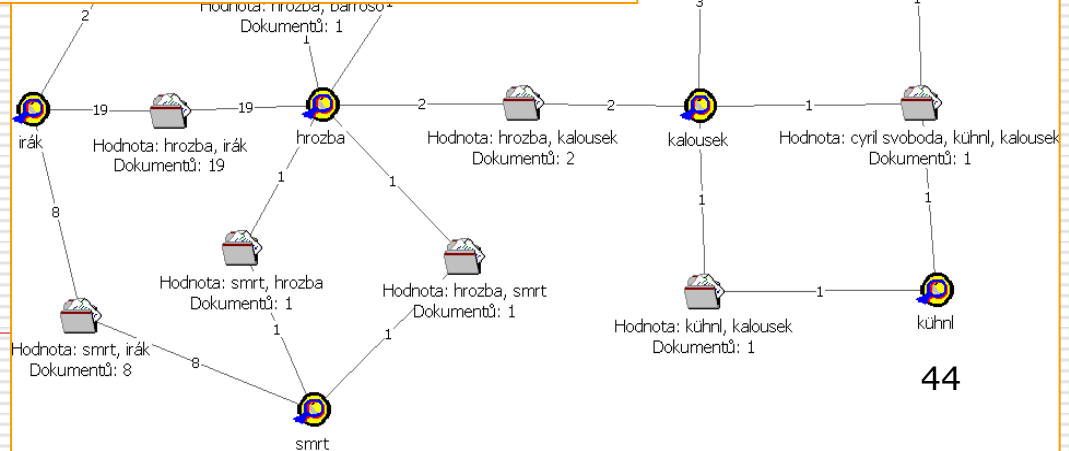 2
Hodnota: hrozba, barroso
1
Dokumentů: 1
1
3
1
19
19
2
2
1
irák
Hodnota: hrozba, irák
Dokumentů: 19
hrozba
Hodnota: hrozba, kalousek
Dokumentů: 2
kalousek
Hodnota: cyril svoboda, kühnl, kalousek
Dokumentů: 1
8
1
1
1
1
Hodnota: smrt, hrozba
Dokumentů: 1
Hodnota: hrozba, smrt
Dokumentů: 1
1
kühnl
Hodnota: kühnl, kalousek
Dokumentů: 1
Hodnota: smrt, irák
Dokumentů: 8
8
1
1
44
smrt